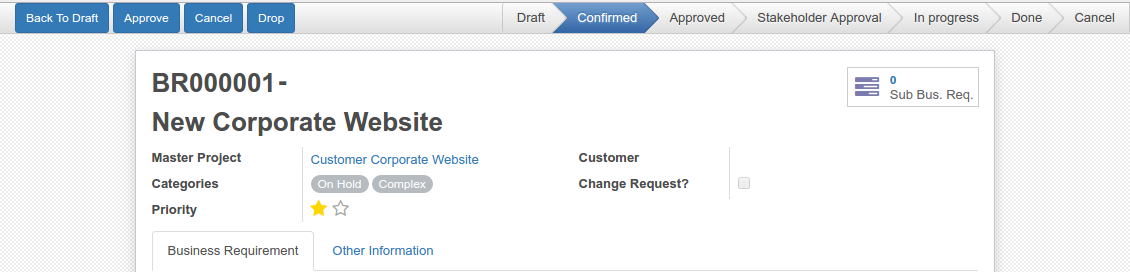 Back To Draft Approve Cancel Drop Draft Confirmed Approved Stakeholder Approval In progress Done Cancel
BR000001-
0
Sub Bus. Req.
New Corporate Website
Master Project Customer Corporate Website Customer
Categories On Hold Complex Change Request?
Priority
Business Requirement Other Information